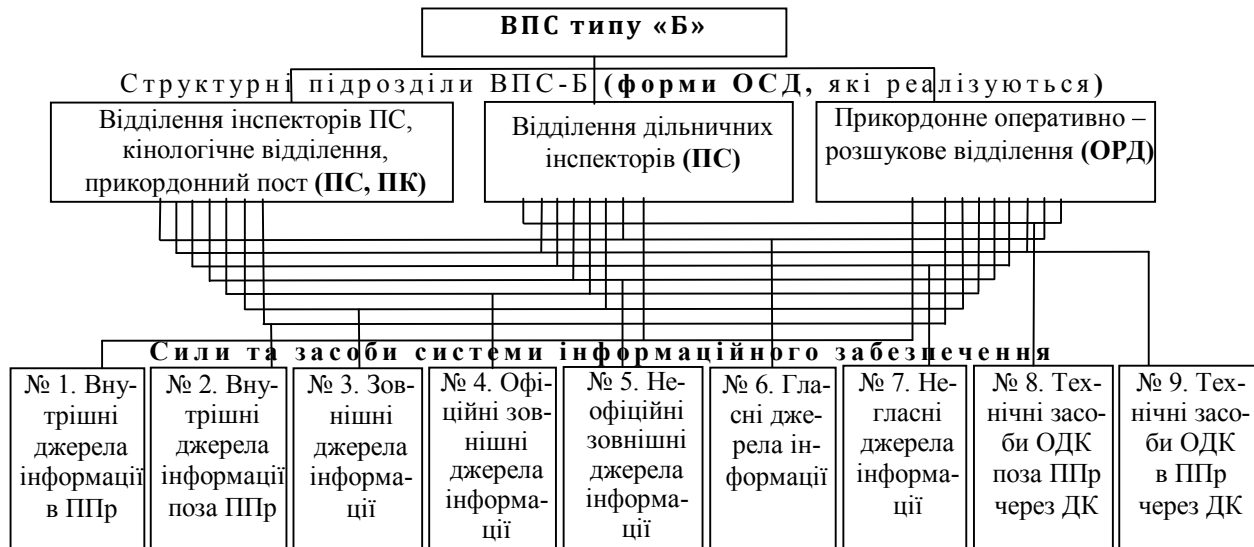 ВПС типу «Б»
Структурні підрозділи ВПС-Б (форми ОСД, які реалізуються)
Відділення інспекторів ПС,
кінологічне відділення,
прикордонний пост (ПС, ПК)
Відділення дільничних
інспекторів (ПС)
Прикордонне оперативно –
розшукове відділення (ОРД)
Сили та засоби системи інформаційного забезпечення
№ 1. Вну-
трішні
джерела
інформації
в ППр
№ 2. Вну-
трішні
джерела
інформації
поза ППр
№ 3. Зов-
нішні
джерела
інформа-
ції
№ 4. Офі-
ційні зов-
нішні
джерела
інформа-
ції
№ 5. Не-
офіційні
зовнішні
джерела
інформа-
ції
№ 6. Гла-
сні дже-
рела ін-
формації
№ 7. Не-
гласні
джерела
інформа-
ції
№ 8. Тех-
нічні засо-
би ОДК
поза ППр
через ДК
№ 9. Тех-
нічні засо-
би ОДК
в ППр
через ДК